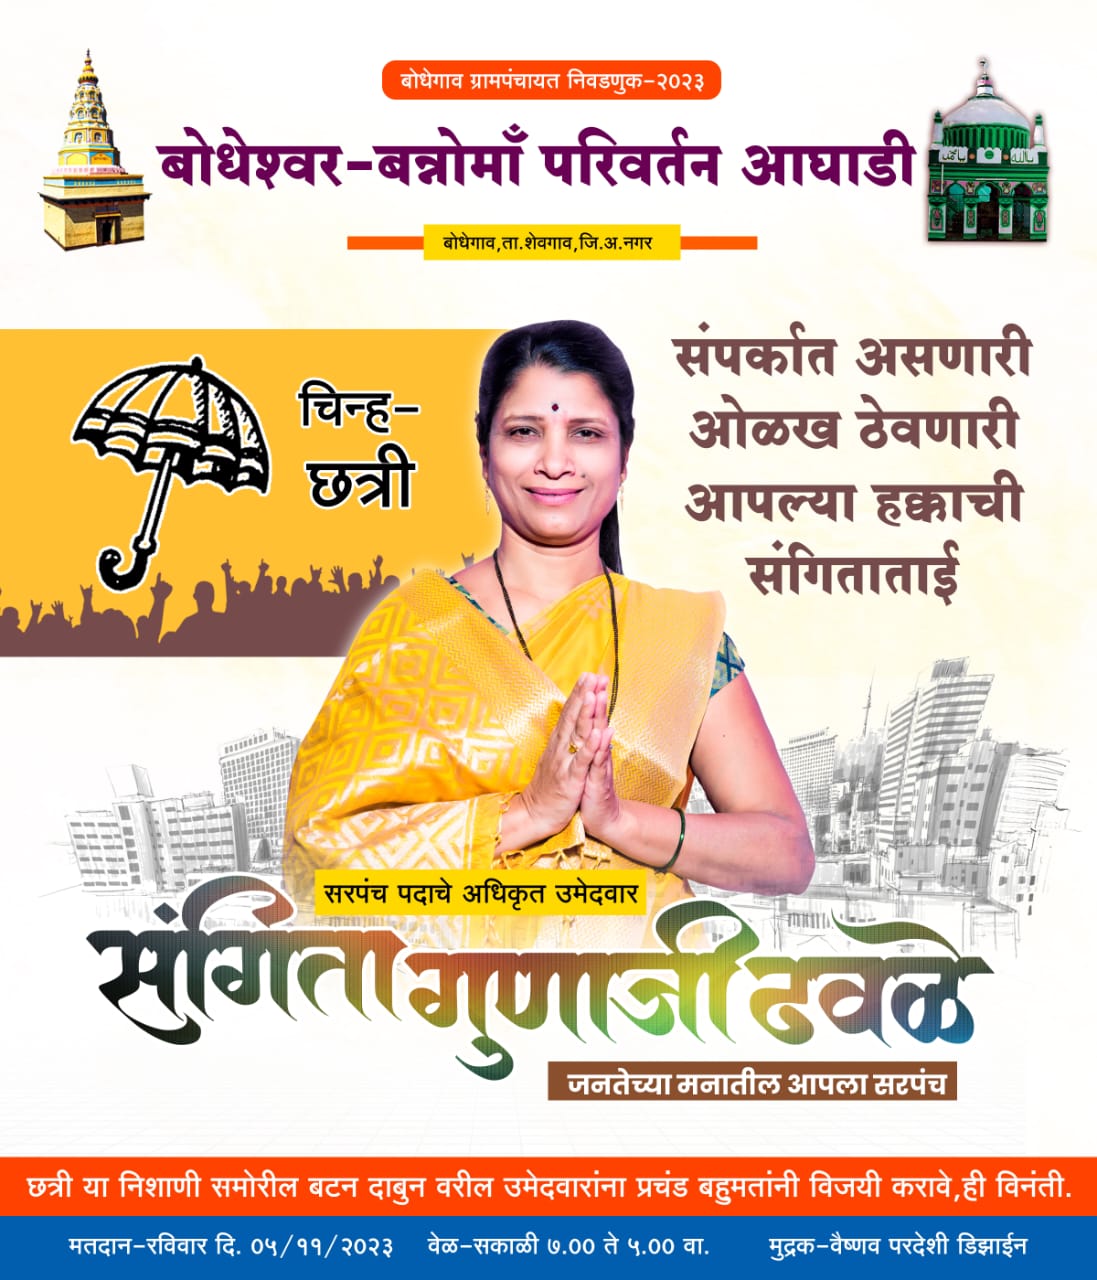 बोधेगाव ग्रामपंचायत निवडणुक-२०२३
बोधेश्वर-बन्नोमाँ परिवर्तन आघाडी
बोधेगाव,ता.शेवगाव,जि.अ.नगर
चिन्ह-
छत्री
संपर्कात असणारी
ओळख ठेवणारी
आपल्या हक्काची
संगिताताई
सरपंच पदाचे अधिकृत उमेदवार
संगिता गुणाजी ढवळे
जनतेच्या मनातील आपला सरपंच
छत्री या निशाणी समोरील बटन दाबुन वरील उमेदवारांना प्रचंड बहुमतांनी विजयी करावे,ही विनंती.
मतदान-रविवार दि. ०५/११/२०२३ वेळ-सकाळी ७.०० ते ५.०० वा. मुद्रक-वैष्णव परदेशी डिझाईन